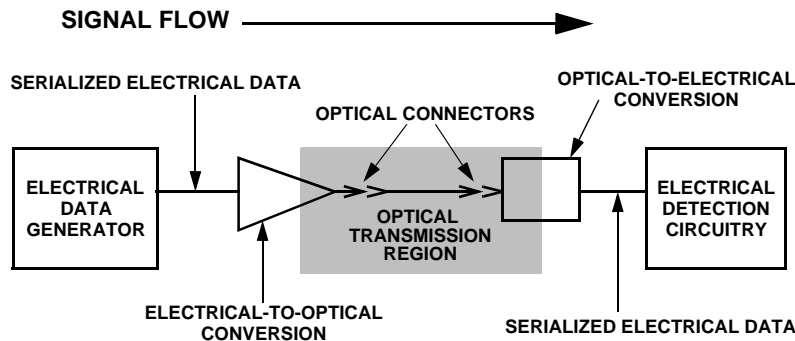 SIGNAL FLOW
SERIALIZED ELECTRICAL DATA
OPTICAL CONNECTORS
OPTICAL-TO-ELECTRICAL
CONVERSION
ELECTRICAL
DATA
GENERATOR
OPTICAL
TRANSMISSION
REGION
ELECTRICAL
DETECTION
CIRCUITRY
ELECTRICAL-TO-OPTICAL
CONVERSION
SERIALIZED ELECTRICAL DATA